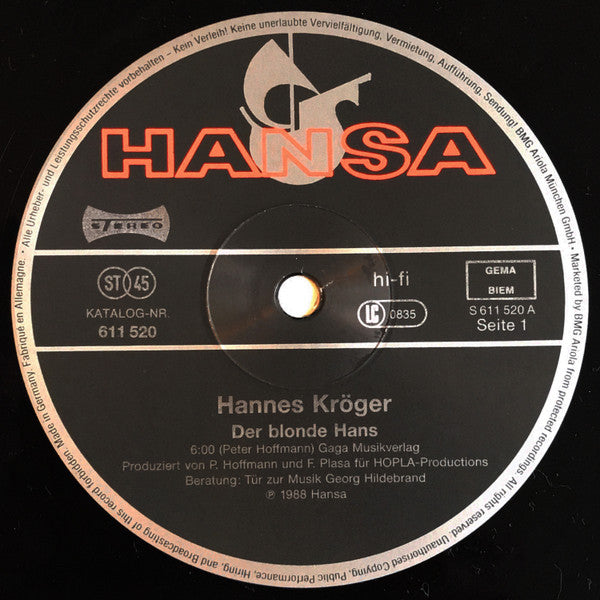 HANSA
STEREO
ST 45
KATALOG-NR.
611 520
hi-fi
LC 0835
GEMA
BIEM
S 611 520 A
Seite 1
Hannes Kröger
Der blonde Hans
6:00 (Peter Hoffmann) Gaga Musikverlag
Produziert von P. Hoffmann und F. Plasa für HOPLA-Productions
Beratung: Tür zur Musik Georg Hildebrand
℗ 1988 Hansa
• Alle Urheber- und Leistungsschutzrechte vorbehalten – Kein Verleih! Keine unerlaubte Vervielfältigung, Vermietung, Aufführung, Sendung! BMG Ariola München GmbH • Marketed by BMG Ariola from protected recordings. All rights reserved. Unauthorised Copying, Public Performance, Hiring, and Broadcasting of this record forbidden. Made in Germany. Fabriqué en Allemagne.